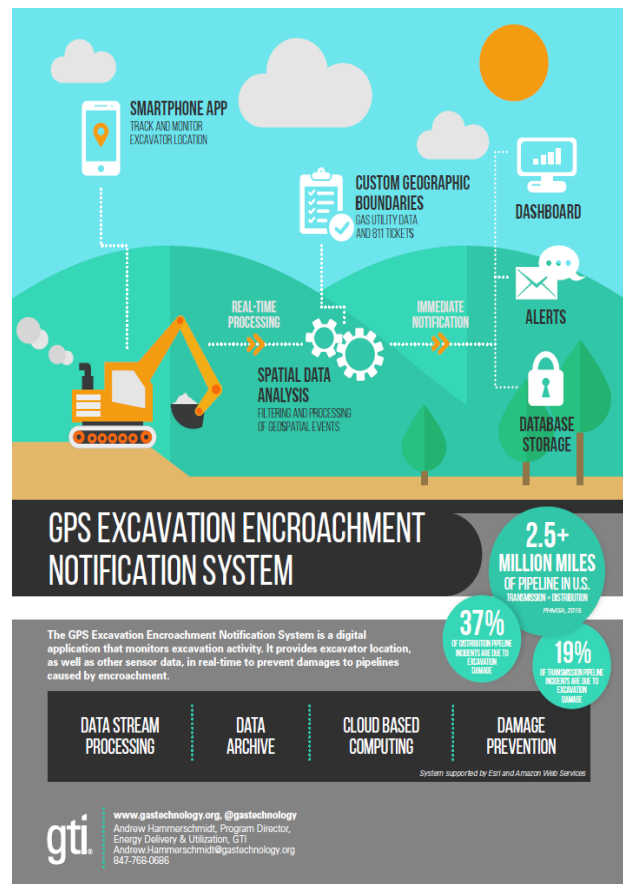 SMARTPHONE APP
TRACK AND MONITOR
EXCAVATOR LOCATION
CUSTOM GEOGRAPHIC
BOUNDARIES
GAS UTILITY DATA
AND 811 TICKETS
DASHBOARD
REAL-TIME
PROCESSING
IMMEDIATE
NOTIFICATION
ALERTS
SPATIAL DATA
ANALYSIS
FILTERING AND PROCESSING
OF GEOSPATIAL EVENTS
DATABASE
STORAGE
GPS EXCAVATION ENCROACHMENT
NOTIFICATION SYSTEM
2.5+
MILLION MILES
OF PIPELINE IN U.S.
TRANSMISSION + DISTRIBUTION
PHMSA, 2015
37%
OF DISTRIBUTION PIPELINE
INCIDENTS ARE DUE TO
EXCAVATION
DAMAGE
19%
OF TRANSMISSION PIPELINE
INCIDENTS ARE DUE TO
EXCAVATION
DAMAGE
The GPS Excavation Encroachment Notification System is a digital
application that monitors excavation activity. It provides excavator location,
as well as other sensor data, in real-time to prevent damages to pipelines
caused by encroachment.
DATA STREAM
PROCESSING
DATA
ARCHIVE
CLOUD BASED
COMPUTING
DAMAGE
PREVENTION
System supported by Esri and Amazon Web Services
gti®
www.gastechnology.org, @gastechnology
Andrew Hammerschmidt, Program Director,
Energy Delivery & Utilization, GTI
Andrew.Hammerschmidt@gastechnology.org
847-768-0686